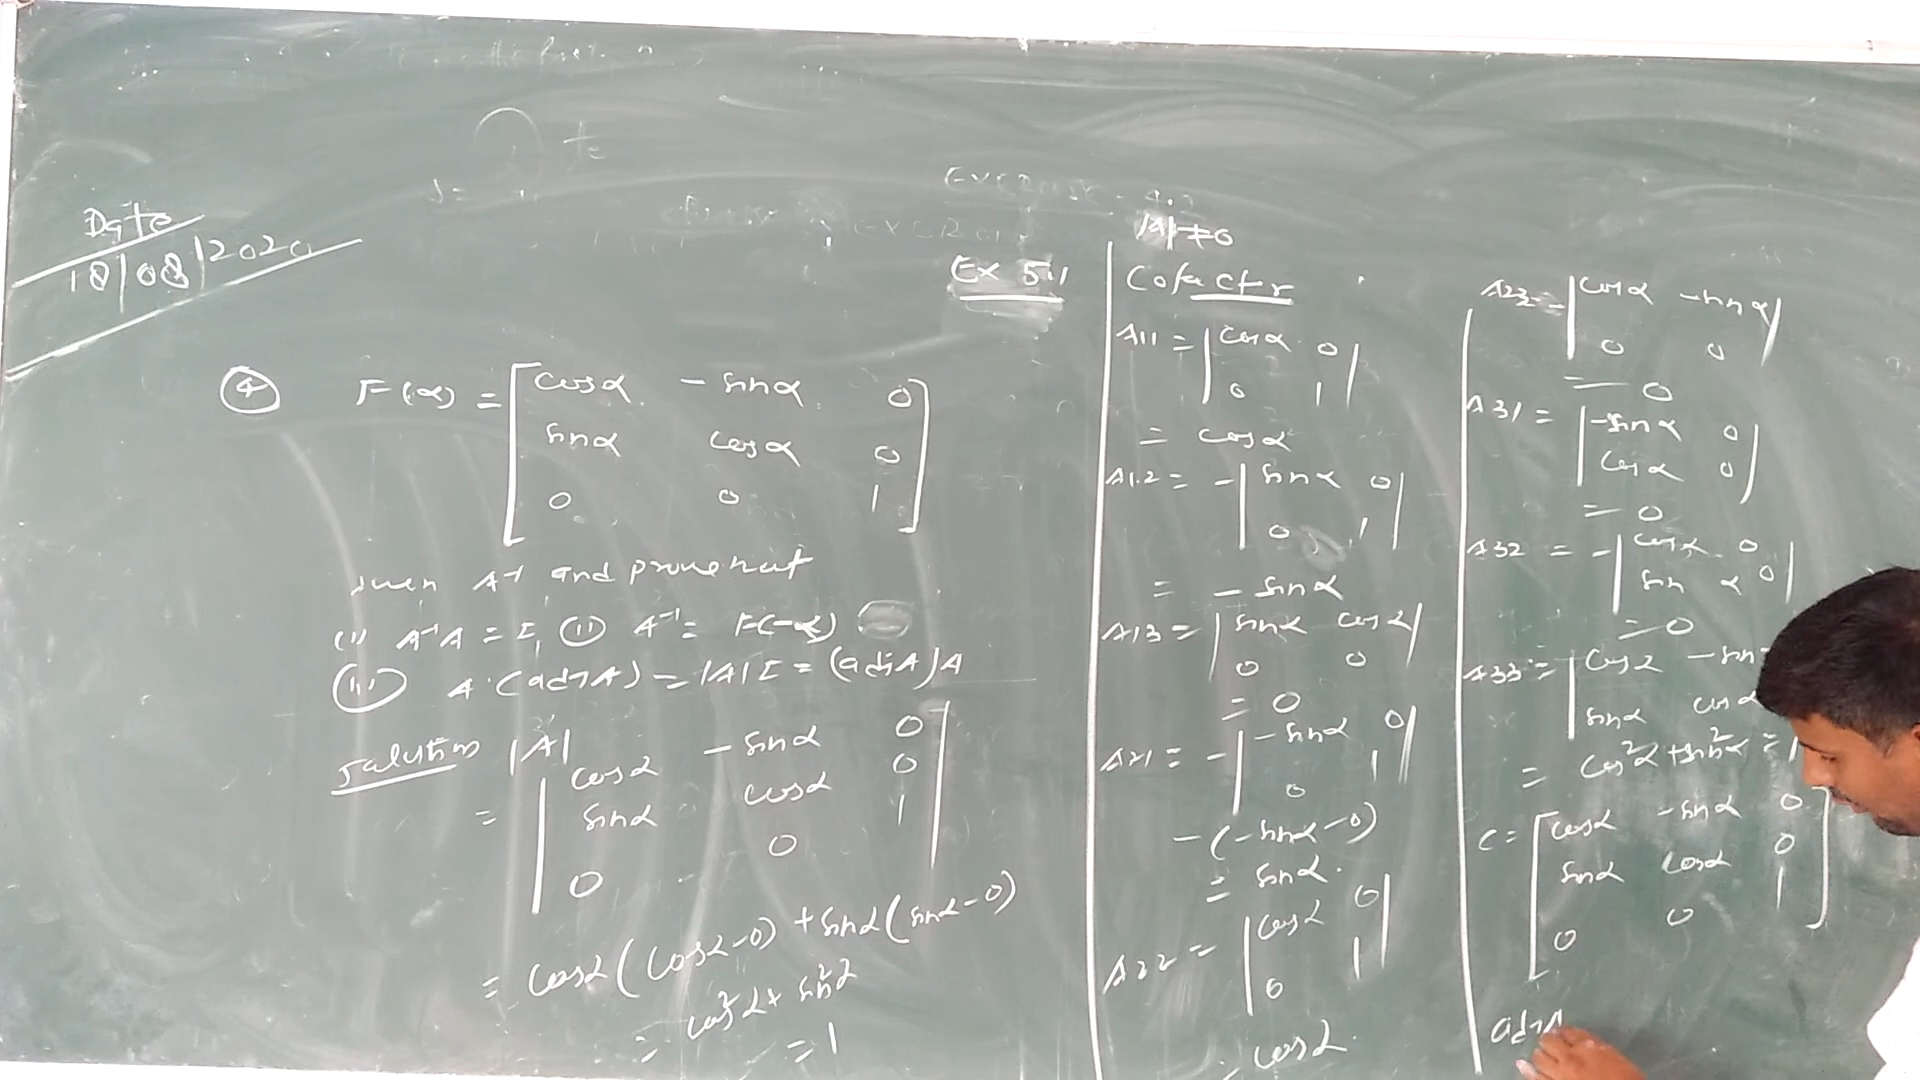 Date
18/08/2020
Ex 5.1
④ F(α) = [cosα -sinα 0
sinα cosα 0
0 0 1]
A⁻¹ and prove that
(i) A⁻¹A = I, (ii) A⁻¹ = F(-α)
(iii) A·(adjA) = |A|I = (adjA)A
Solution |A|
= |cosα -sinα 0
sinα cosα 0
0 0 1|
= cosα(cosα-0) + sinα(sinα-0)
= cos²α + sin²α
= 1
|A| ≠ 0
Cofactr
A11 = |cosα 0
0 1|
= cosα
A12 = -|sinα 0
0 1|
= -sinα
A13 = |sinα cosα|
0 0
= 0
A21 = -|-sinα 0
0 1|
-(-sinα-0)
= sinα.
A22 = |cosα 0
0 1|
= cosα.
A23 = -|cosα -sinα|
0 0
= 0
A31 = |-sinα 0
cosα 0|
= 0
A32 = -|cosα 0
sinα 0|
= 0
A33 = |cosα -sin
sinα cosα
= cos²α + sin²α = 1
C = [cosα -sinα 0
sinα cosα 0
0 0 1]
adjA